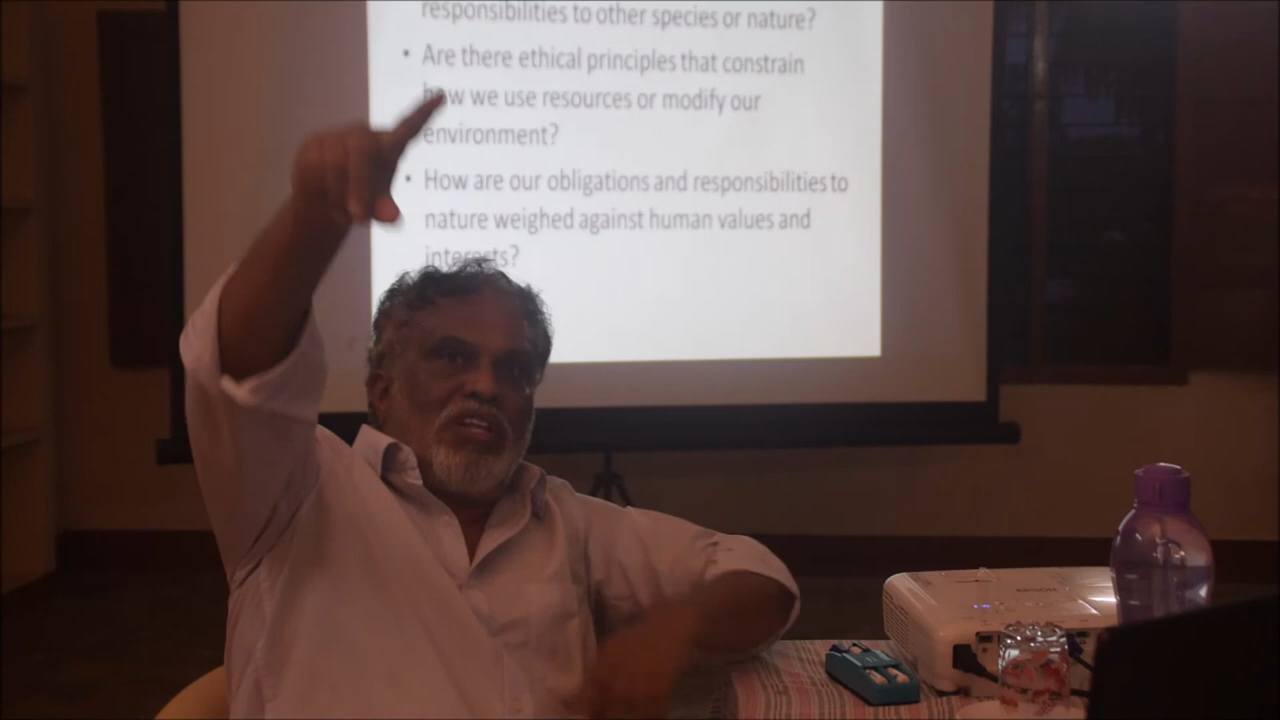 responsibilities to other species or nature?
• Are there ethical principles that constrain
how we use resources or modify our
environment?
• How are our obligations and responsibilities to
nature weighed against human values and
interests?
EPSON